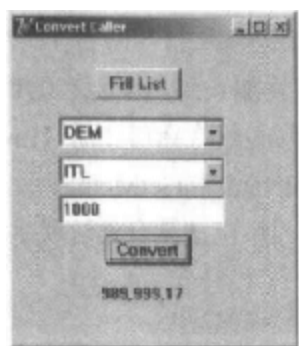 Convert Caller
Fill List
DEM
ITL
1000
Convert
989,999.17